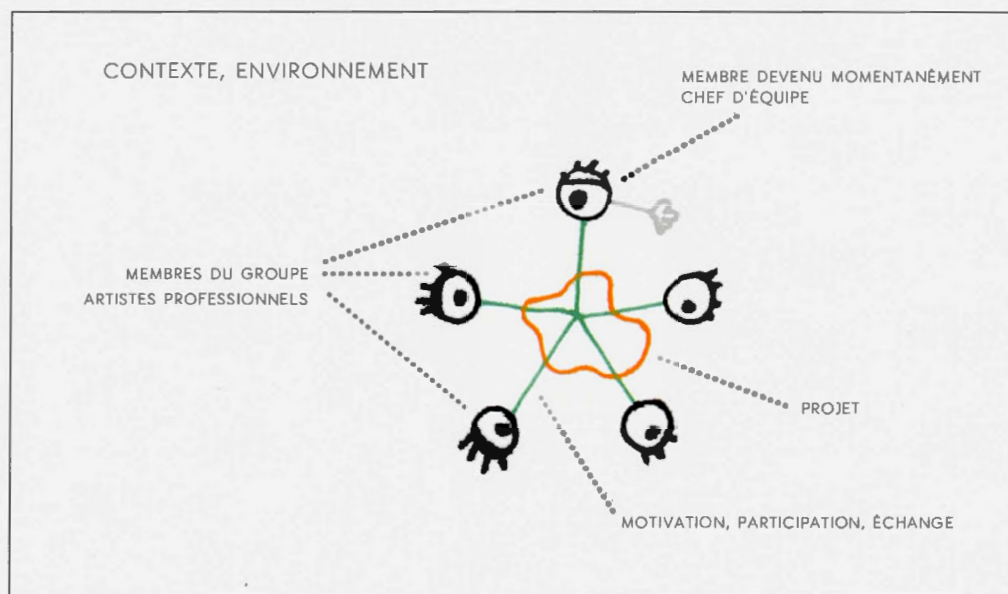 CONTEXTE, ENVIRONNEMENT
MEMBRE DEVENU MOMENTANÉMENT
CHEF D'ÉQUIPE
MEMBRES DU GROUPE
ARTISTES PROFESSIONNELS
PROJET
MOTIVATION, PARTICIPATION, ÉCHANGE